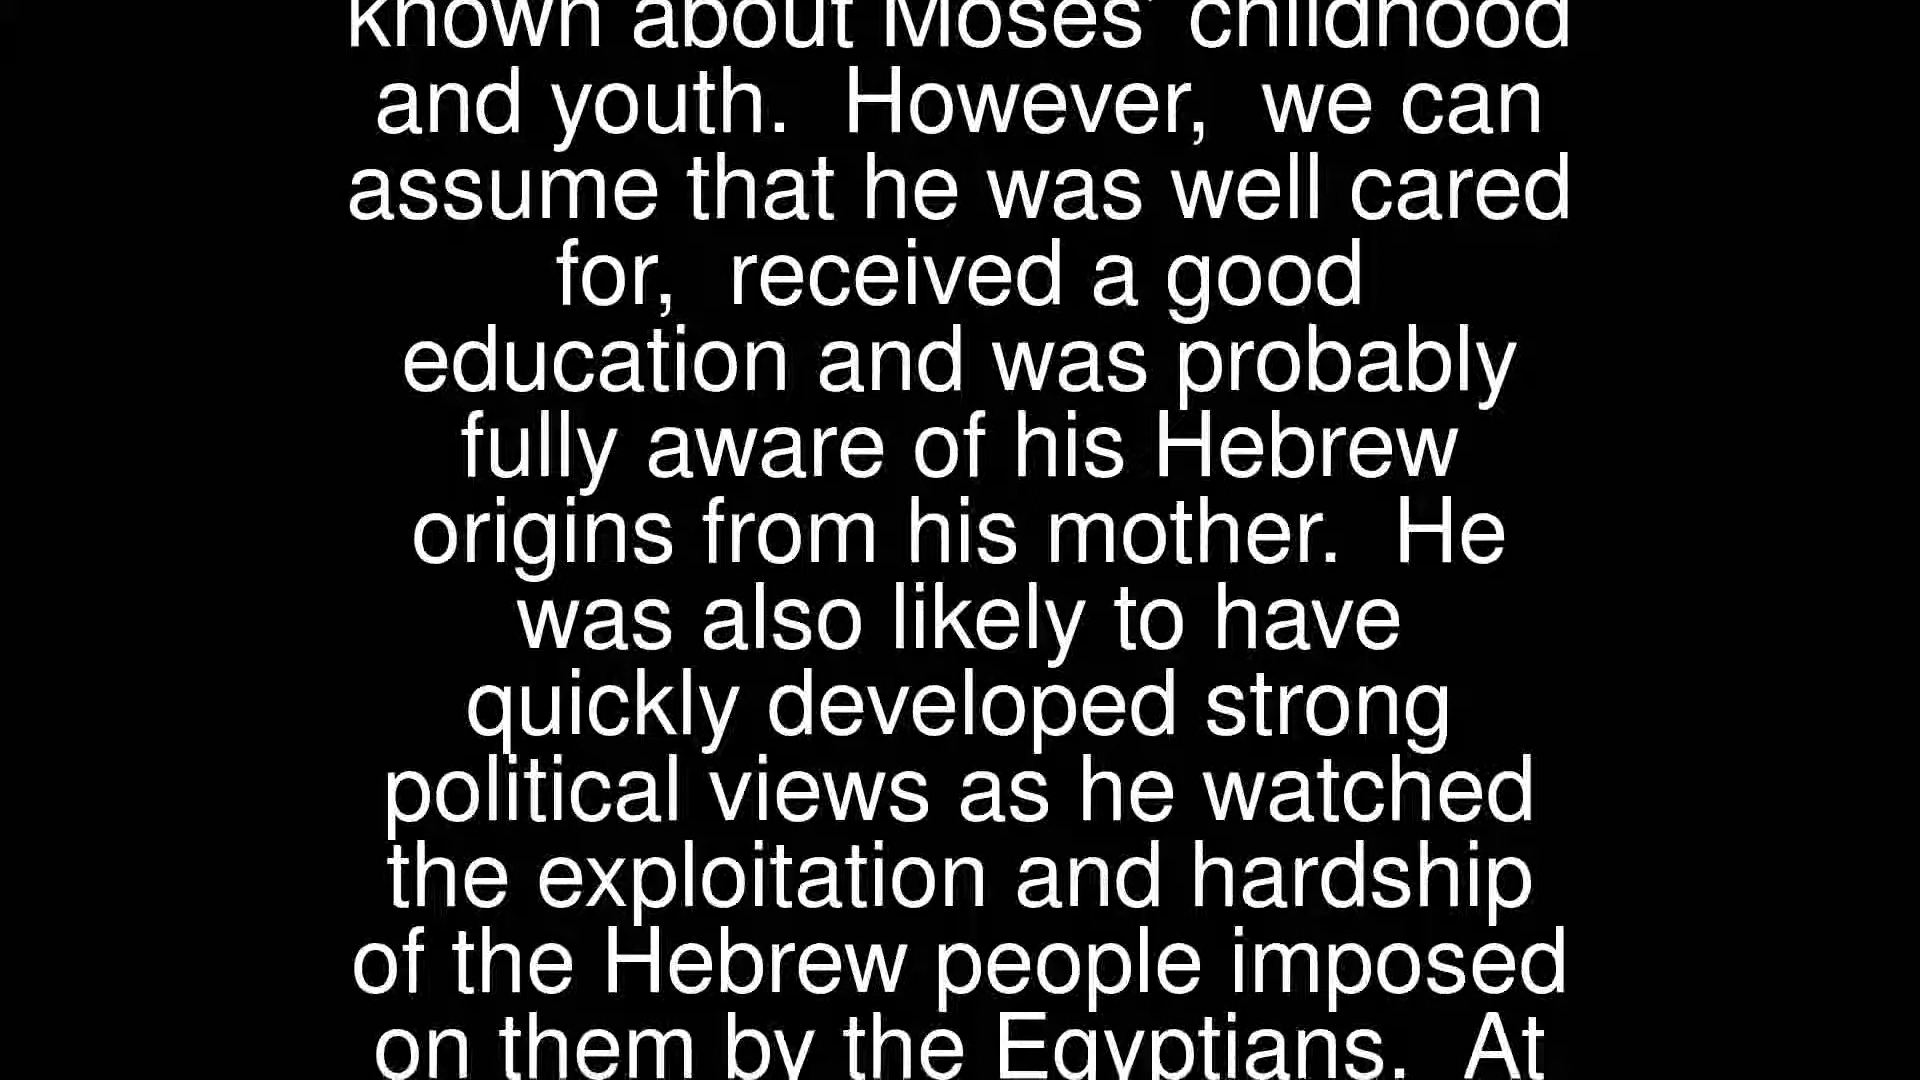 known about Moses' childhood
and youth.  However,  we can
assume that he was well cared
for,  received a good
education and was probably
fully aware of his Hebrew
origins from his mother.  He
was also likely to have
quickly developed strong
political views as he watched
the exploitation and hardship
of the Hebrew people imposed
on them by the Egyptians.  At